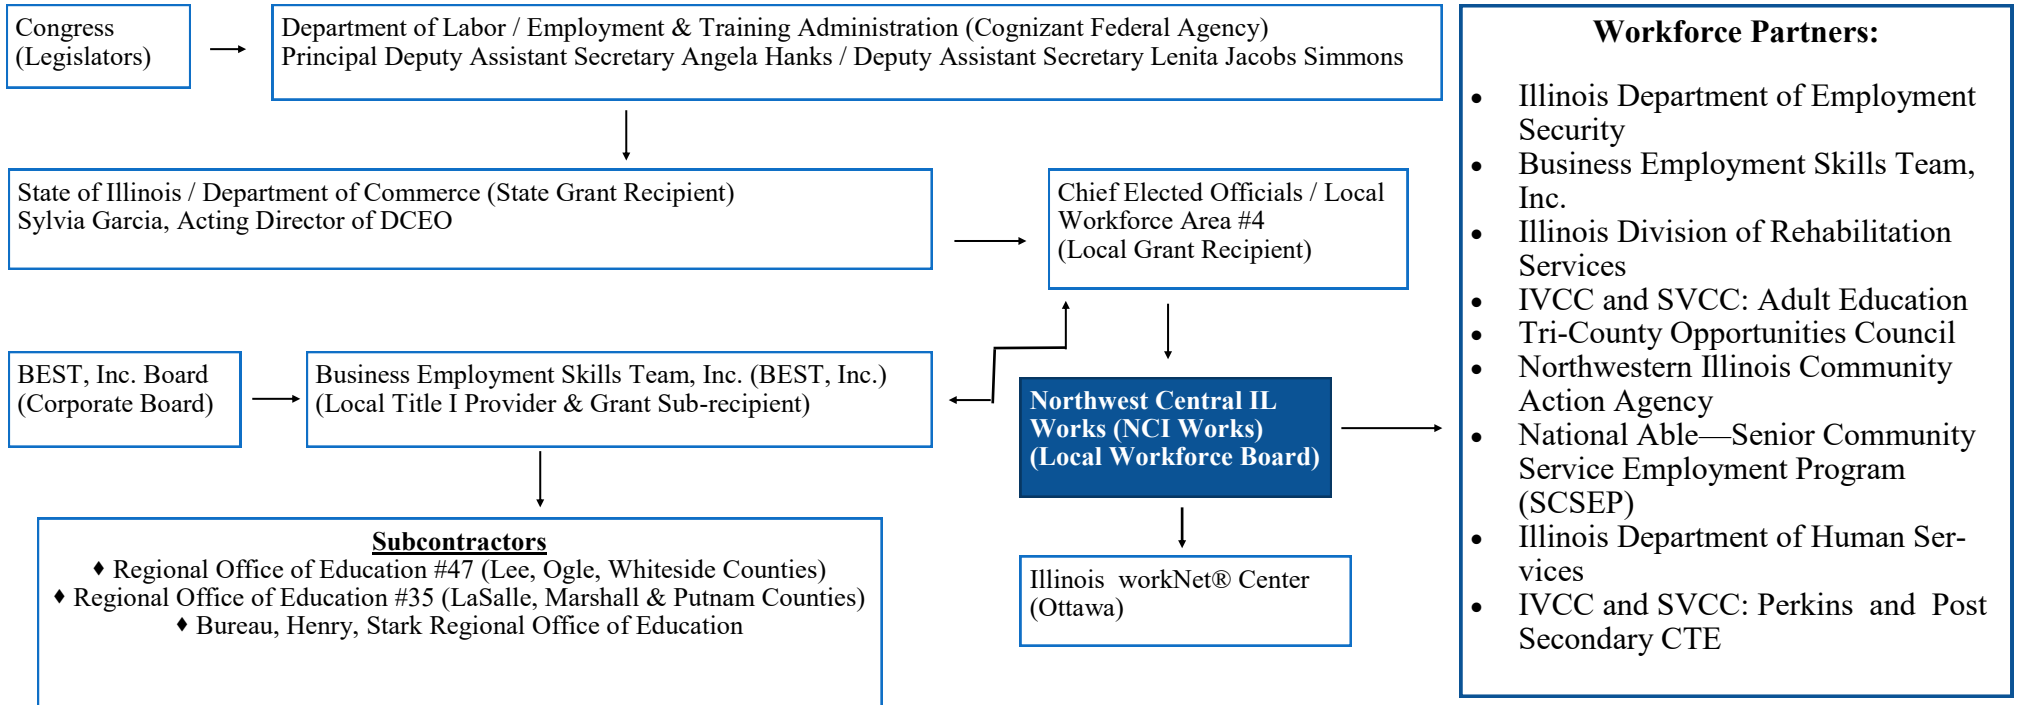 Congress
(Legislators)
Department of Labor / Employment & Training Administration (Cognizant Federal Agency)
Principal Deputy Assistant Secretary Angela Hanks / Deputy Assistant Secretary Lenita Jacobs Simmons
State of Illinois / Department of Commerce (State Grant Recipient)
Sylvia Garcia, Acting Director of DCEO
Chief Elected Officials / Local
Workforce Area #4
(Local Grant Recipient)
BEST, Inc. Board
(Corporate Board)
Business Employment Skills Team, Inc. (BEST, Inc.)
(Local Title I Provider & Grant Sub-recipient)
Northwest Central IL
Works (NCI Works)
(Local Workforce Board)
Subcontractors
♦ Regional Office of Education #47 (Lee, Ogle, Whiteside Counties)
♦ Regional Office of Education #35 (LaSalle, Marshall & Putnam Counties)
♦ Bureau, Henry, Stark Regional Office of Education
Illinois workNet® Center
(Ottawa)
Workforce Partners:
• Illinois Department of Employment
Security
• Business Employment Skills Team,
Inc.
• Illinois Division of Rehabilitation
Services
• IVCC and SVCC: Adult Education
• Tri-County Opportunities Council
• Northwestern Illinois Community
Action Agency
• National Able—Senior Community
Service Employment Program
(SCSEP)
• Illinois Department of Human Ser-
vices
• IVCC and SVCC: Perkins and Post
Secondary CTE